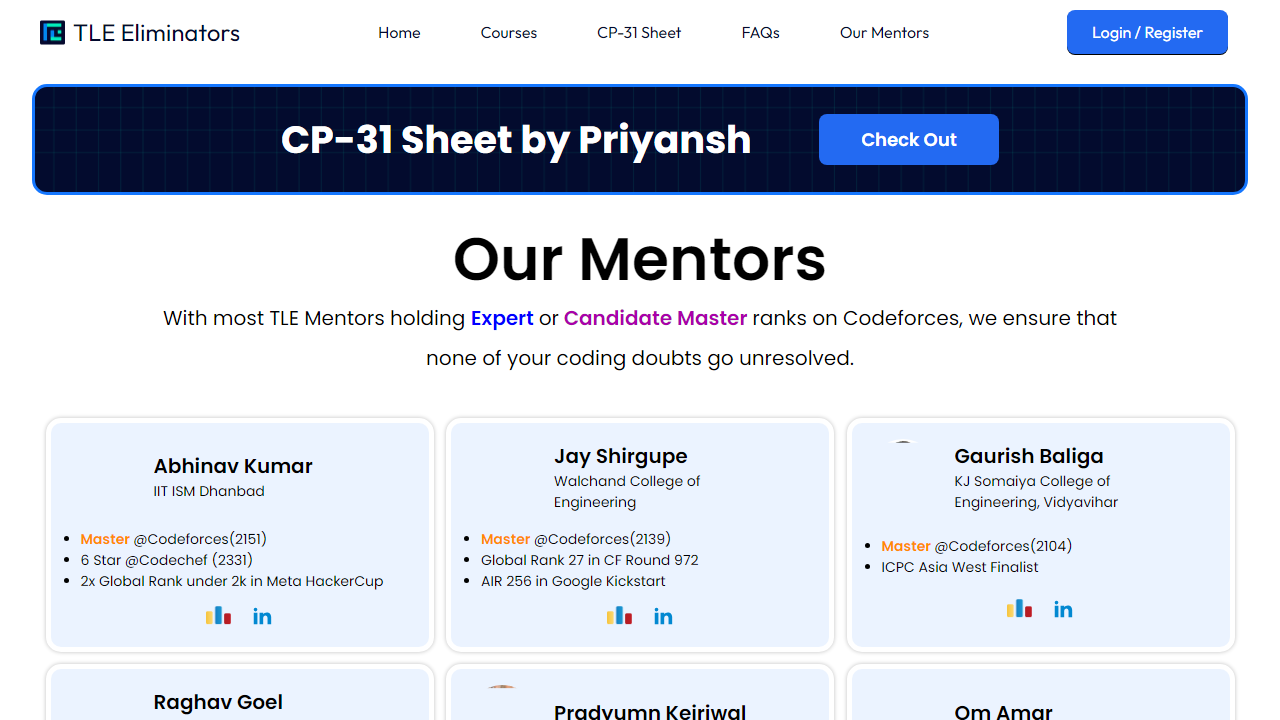 TLE Eliminators
Home
Courses
CP-31 Sheet
FAQs
Our Mentors
Login / Register
CP-31 Sheet by Priyansh
Check Out
Our Mentors
With most TLE Mentors holding Expert or Candidate Master ranks on Codeforces, we ensure that
none of your coding doubts go unresolved.
Abhinav Kumar
IIT ISM Dhanbad
Master @Codeforces(2151)
6 Star @Codechef (2331)
2x Global Rank under 2k in Meta HackerCup
in
Jay Shirgupe
Walchand College of
Engineering
Master @Codeforces(2139)
Global Rank 27 in CF Round 972
AIR 256 in Google Kickstart
in
Gaurish Baliga
KJ Somaiya College of
Engineering, Vidyavihar
Master @Codeforces(2104)
ICPC Asia West Finalist
in
Raghav Goel
Pradyumn Kejriwal
Om Amar